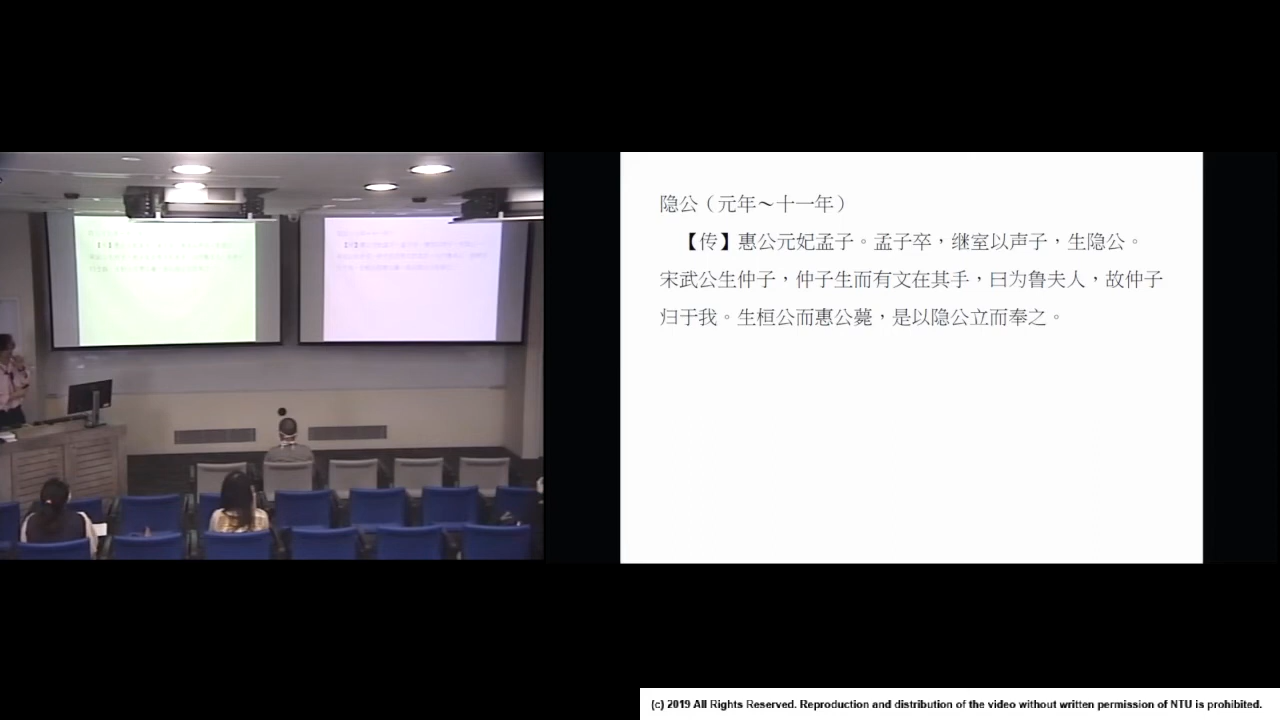 隐公（元年～十一年）
【传】惠公元妃孟子。孟子卒，继室以声子，生隐公。
宋武公生仲子，仲子生而有文在其手，曰为鲁夫人，故仲子
归于我。生桓公而惠公薨，是以隐公立而奉之。
(c) 2019 All Rights Reserved. Reproduction and distribution of the video without written permission of NTU is prohibited.